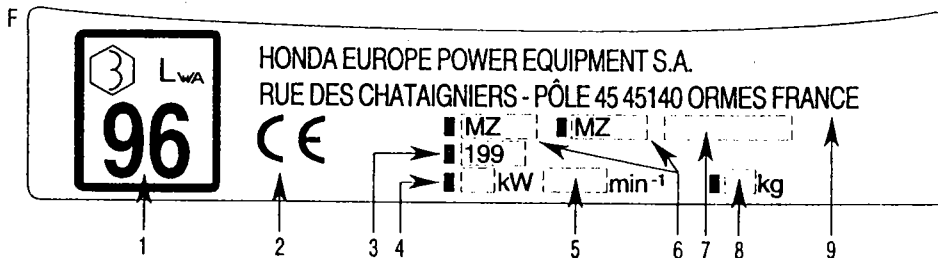 F
3 LWA
96
HONDA EUROPE POWER EQUIPMENT S.A.
RUE DES CHATAIGNIERS - PÔLE 45 45140 ORMES FRANCE
CE
MZ MZ
199
kW min⁻¹ kg
1 2 3 4 5 6 7 8 9